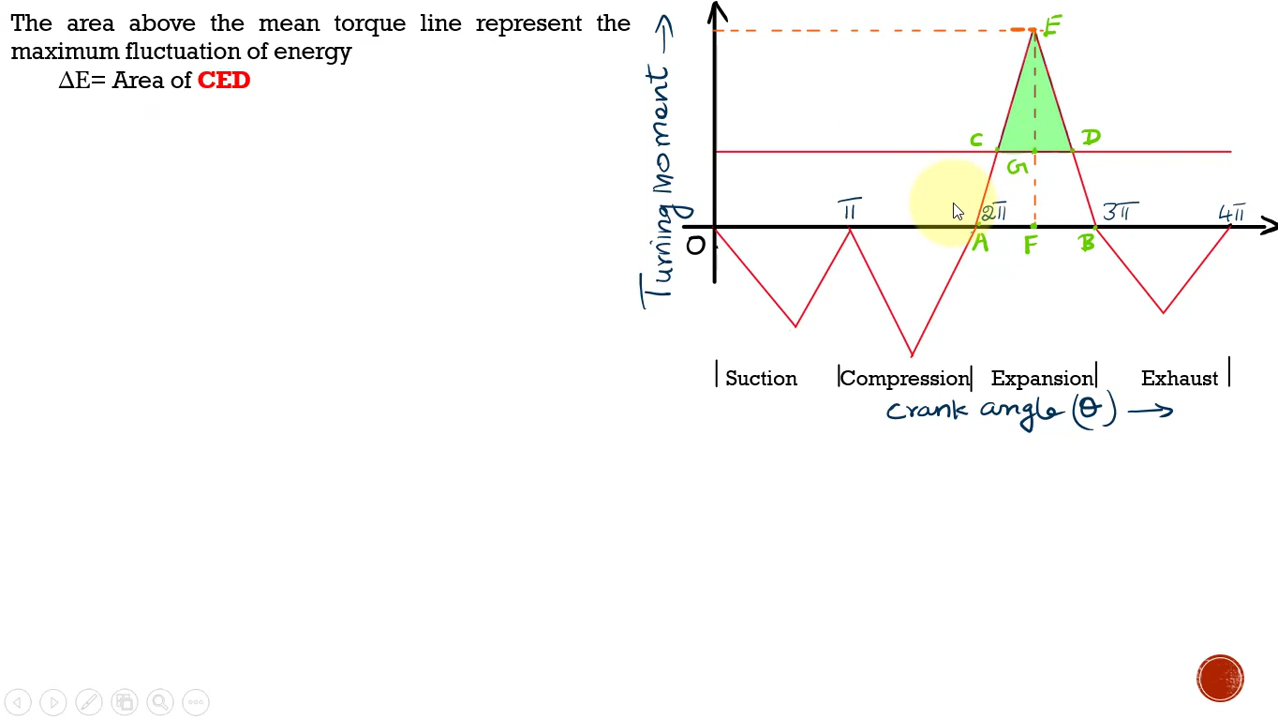 The area above the mean torque line represent the
maximum fluctuation of energy
ΔE= Area of CED
Turning moment →
E
C
D
G
π
2π
3π
4π
O
A
F
B
Suction
Compression
Expansion
Exhaust
crank angle (θ) →